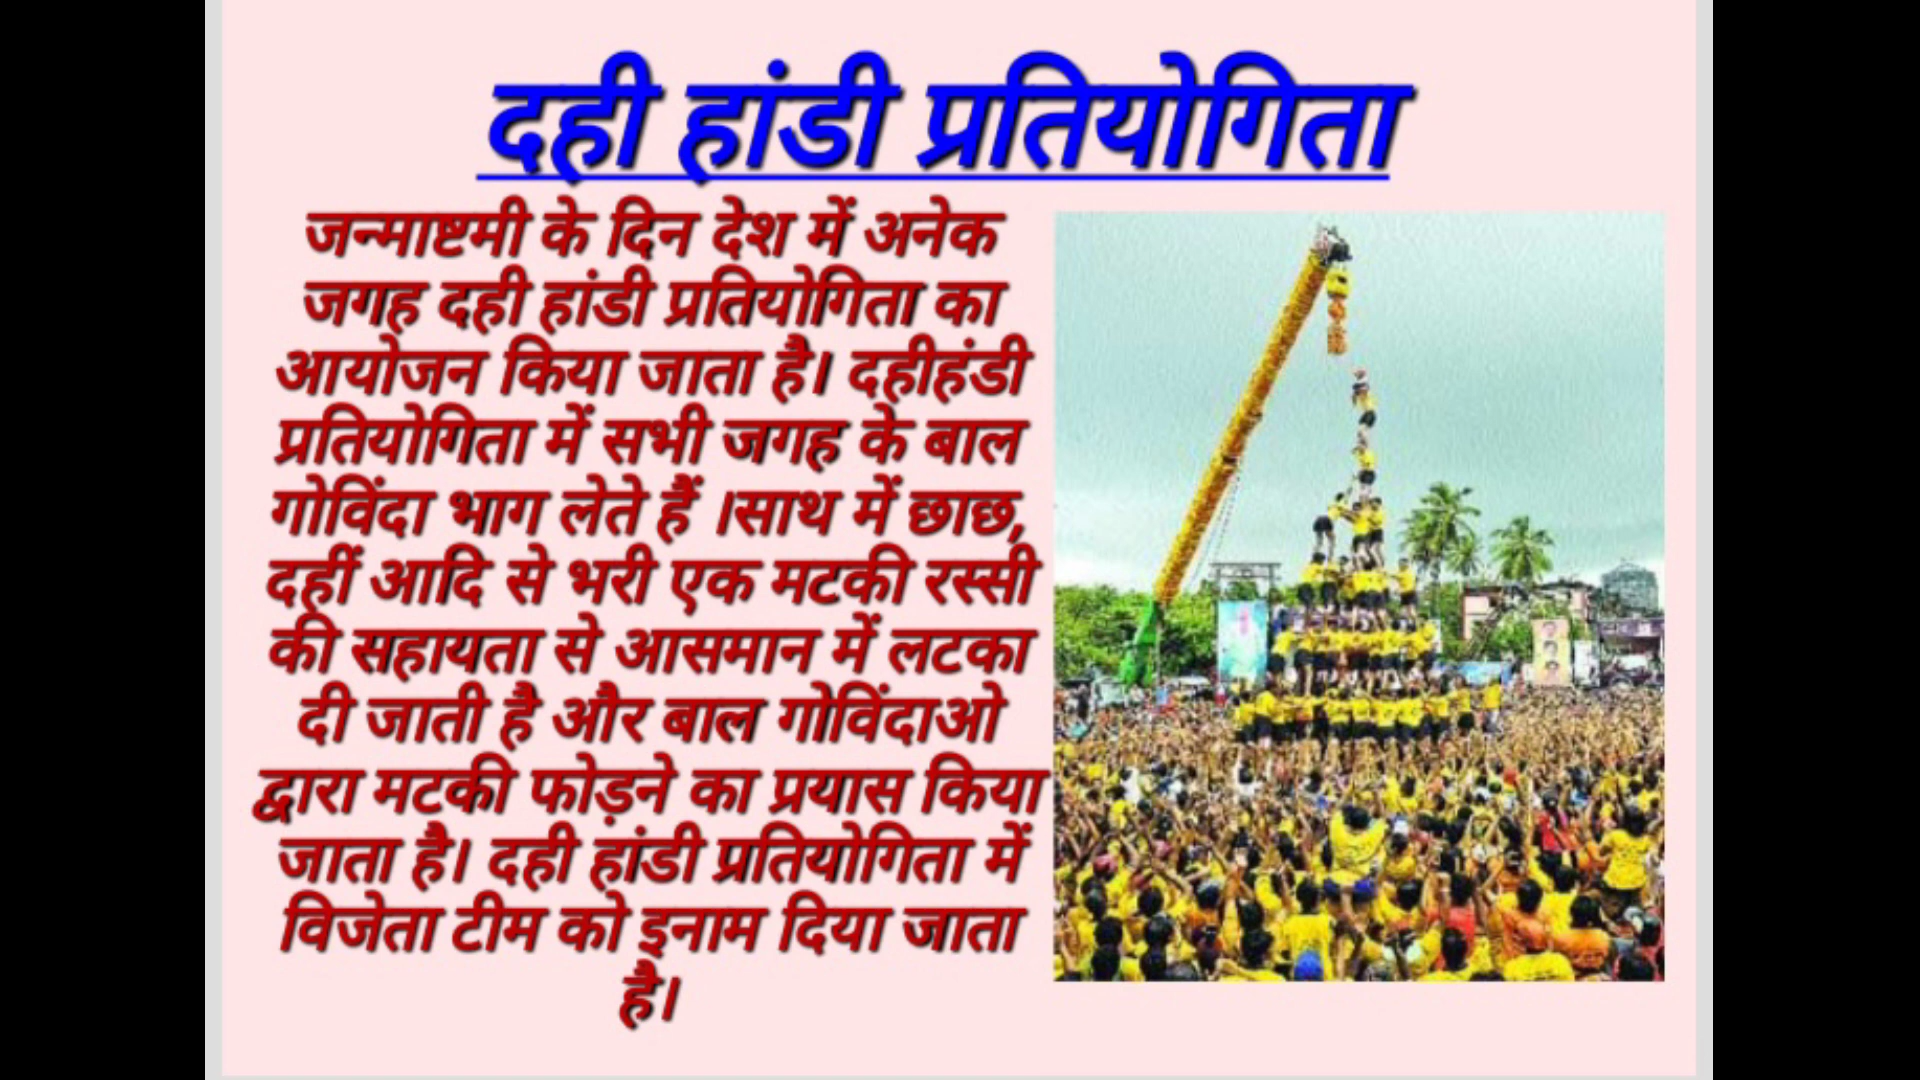 दही हांडी प्रतियोगिता
जन्माष्टमी के दिन देश में अनेक
जगह दही हांडी प्रतियोगिता का
आयोजन किया जाता है। दहीहंडी
प्रतियोगिता में सभी जगह के बाल
गोविंदा भाग लेते हैं ।साथ में छाछ,
दहीं आदि से भरी एक मटकी रस्सी
की सहायता से आसमान में लटका
दी जाती है और बाल गोविंदाओ
द्वारा मटकी फोड़ने का प्रयास किया
जाता है। दही हांडी प्रतियोगिता में
विजेता टीम को इनाम दिया जाता
है।